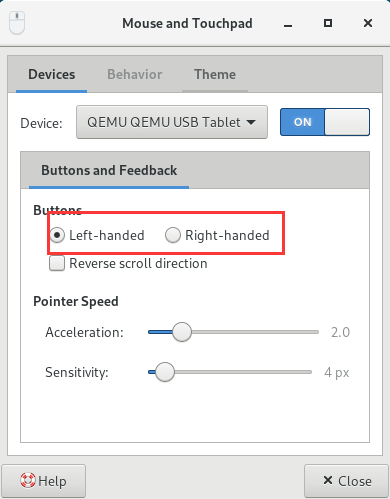 Mouse and Touchpad
Devices Behavior Theme
Device: QEMU QEMU USB Tablet ON
Buttons and Feedback
Buttons
Left-handed Right-handed
Reverse scroll direction
Pointer Speed
Acceleration: 2.0
Sensitivity: 4 px
Help Close